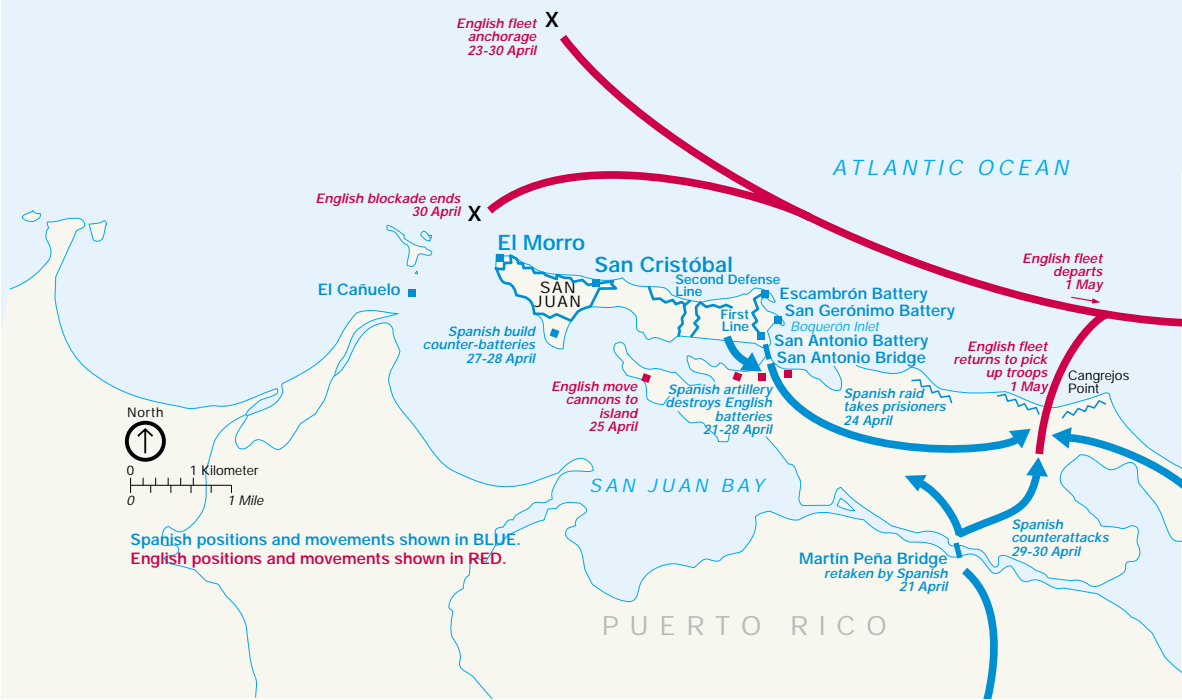 English fleet
anchorage
23-30 April
X
ATLANTIC OCEAN
English blockade ends
30 April
X
El Morro
San Cristóbal
English fleet
departs
1 May
El Cañuelo
SAN
JUAN
Second Defense
Line
Escambrón Battery
San Gerónimo Battery
First
Line
Boquerón Inlet
San Antonio Battery
San Antonio Bridge
Spanish build
counter-batteries
27-28 April
English fleet
returns to pick
up troops
1 May
Cangrejos
Point
English move
cannons to
island
25 April
Spanish artillery
destroys English
batteries
21-28 April
Spanish raid
takes prisioners
24 April
North
0 1 Kilometer
0 1 Mile
SAN JUAN BAY
Spanish positions and movements shown in BLUE.
English positions and movements shown in RED.
Spanish
counterattacks
29-30 April
Martín Peña Bridge
retaken by Spanish
21 April
PUERTO RICO